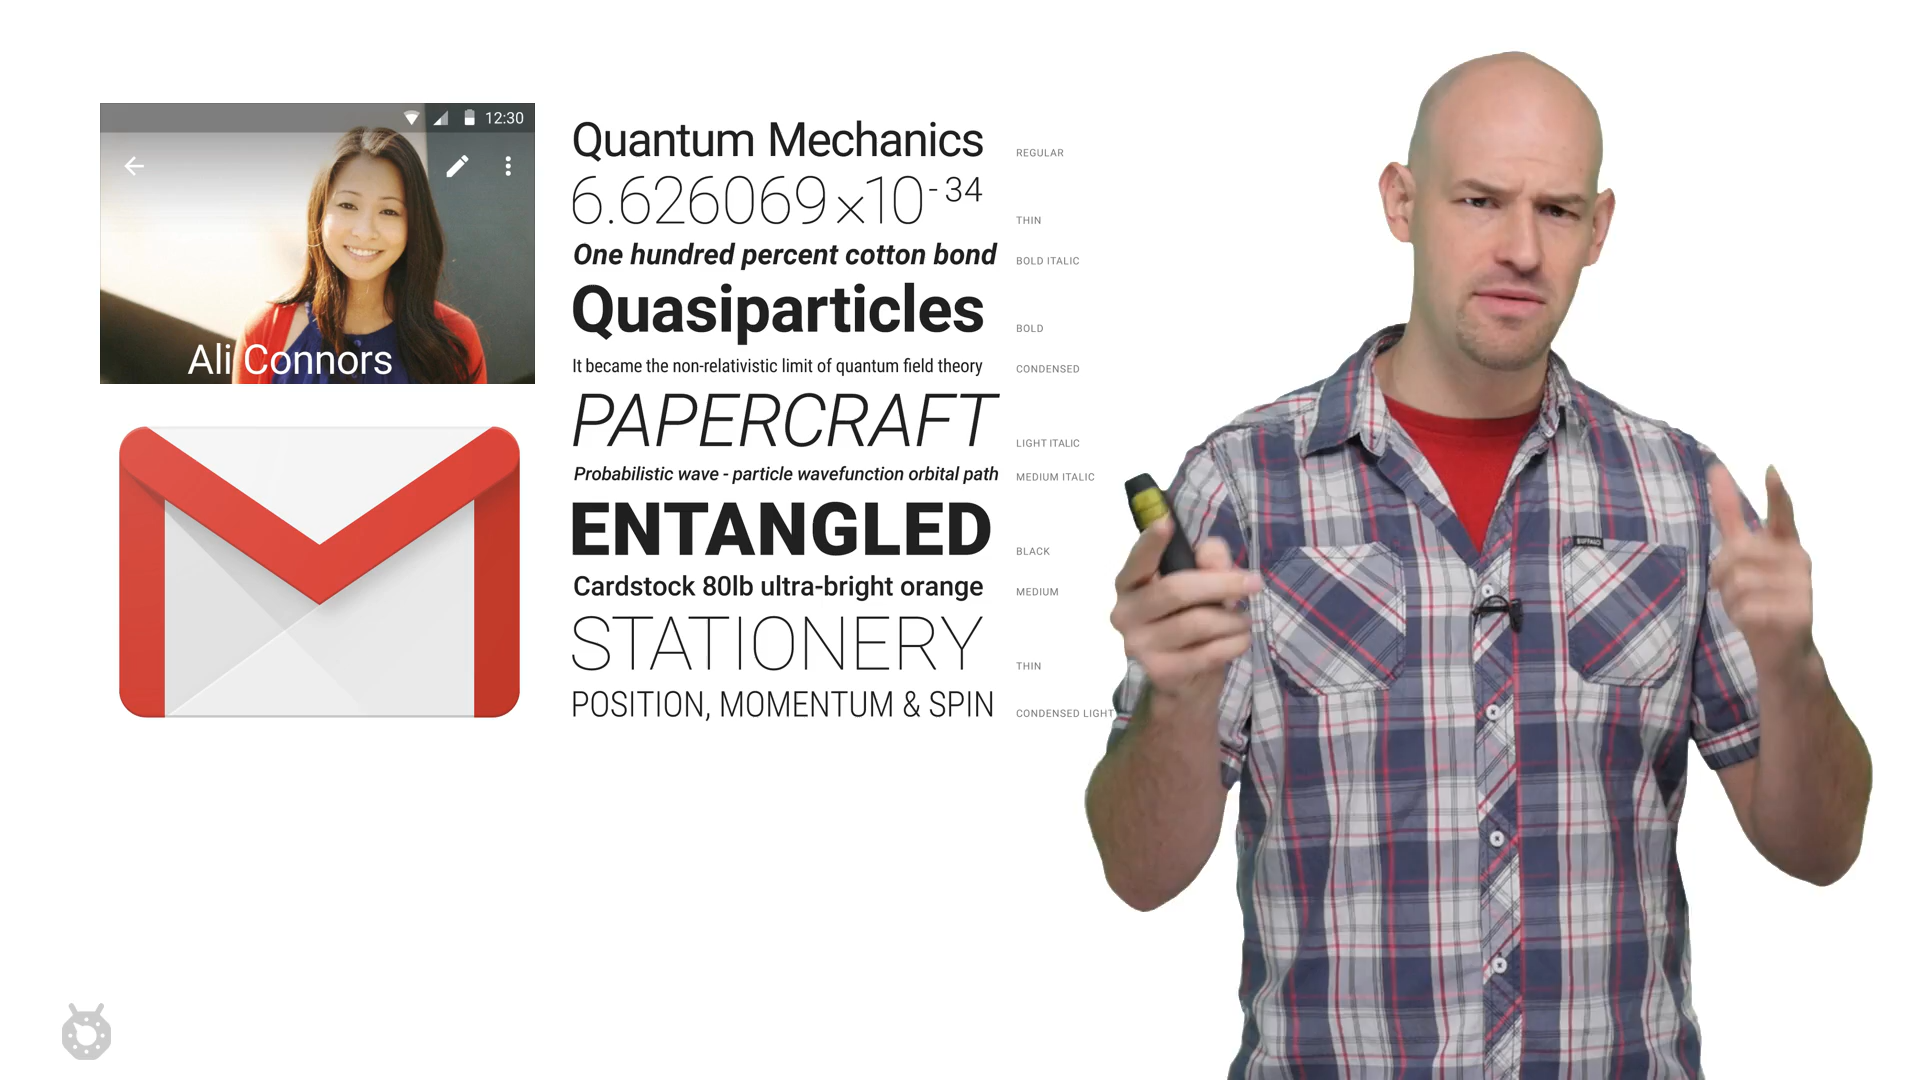 12:30
Ali Connors
Quantum Mechanics REGULAR
6.626069×10-34 THIN
One hundred percent cotton bond BOLD ITALIC
Quasiparticles BOLD
It became the non-relativistic limit of quantum field theory CONDENSED
PAPERCRAFT LIGHT ITALIC
Probabilistic wave - particle wavefunction orbital path MEDIUM ITALIC
ENTANGLED BLACK
Cardstock 80lb ultra-bright orange MEDIUM
STATIONERY THIN
POSITION, MOMENTUM & SPIN CONDENSED LIGHT
BUFFALO